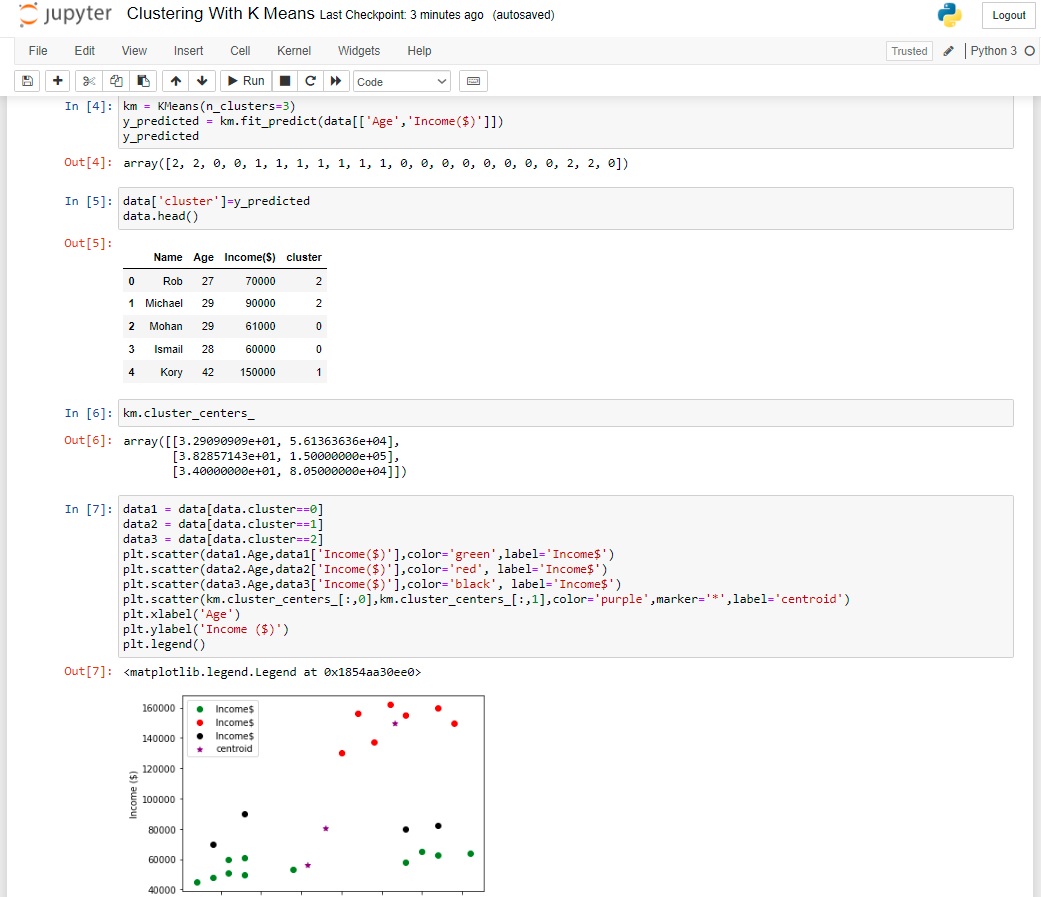 jupyter Clustering With K Means Last Checkpoint: 3 minutes ago (autosaved) Logout
File Edit View Insert Cell Kernel Widgets Help Trusted Python 3
Run Code
In [4]: km = KMeans(n_clusters=3)
y_predicted = km.fit_predict(data[['Age','Income($)']])
y_predicted
Out[4]: array([2, 2, 0, 0, 1, 1, 1, 1, 1, 1, 1, 0, 0, 0, 0, 0, 0, 0, 0, 2, 2, 0])
In [5]: data['cluster']=y_predicted
data.head()
Out[5]:
Name Age Income($) cluster
0 Rob 27 70000 2
1 Michael 29 90000 2
2 Mohan 29 61000 0
3 Ismail 28 60000 0
4 Kory 42 150000 1
In [6]: km.cluster_centers_
Out[6]: array([[3.29090909e+01, 5.61363636e+04],
[3.82857143e+01, 1.50000000e+05],
[3.40000000e+01, 8.05000000e+04]])
In [7]: data1 = data[data.cluster==0]
data2 = data[data.cluster==1]
data3 = data[data.cluster==2]
plt.scatter(data1.Age,data1['Income($)'],color='green',label='Income$')
plt.scatter(data2.Age,data2['Income($)'],color='red', label='Income$')
plt.scatter(data3.Age,data3['Income($)'],color='black', label='Income$')
plt.scatter(km.cluster_centers_[:,0],km.cluster_centers_[:,1],color='purple',marker='*',label='centroid')
plt.xlabel('Age')
plt.ylabel('Income ($)')
plt.legend()
Out[7]: <matplotlib.legend.Legend at 0x1854aa30ee0>
Income$
Income$
Income$
centroid
160000
140000
120000
100000
80000
60000
40000
Income ($)